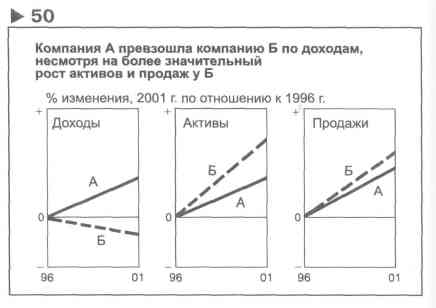 ▶ 50
Компания А превзошла компанию Б по доходам,
несмотря на более значительный
рост активов и продаж у Б
% изменения, 2001 г. по отношению к 1996 г.
+ Доходы
А
0
Б
–
96 01
+ Активы
Б
А
0
–
96 01
+ Продажи
Б
А
0
–
96 01